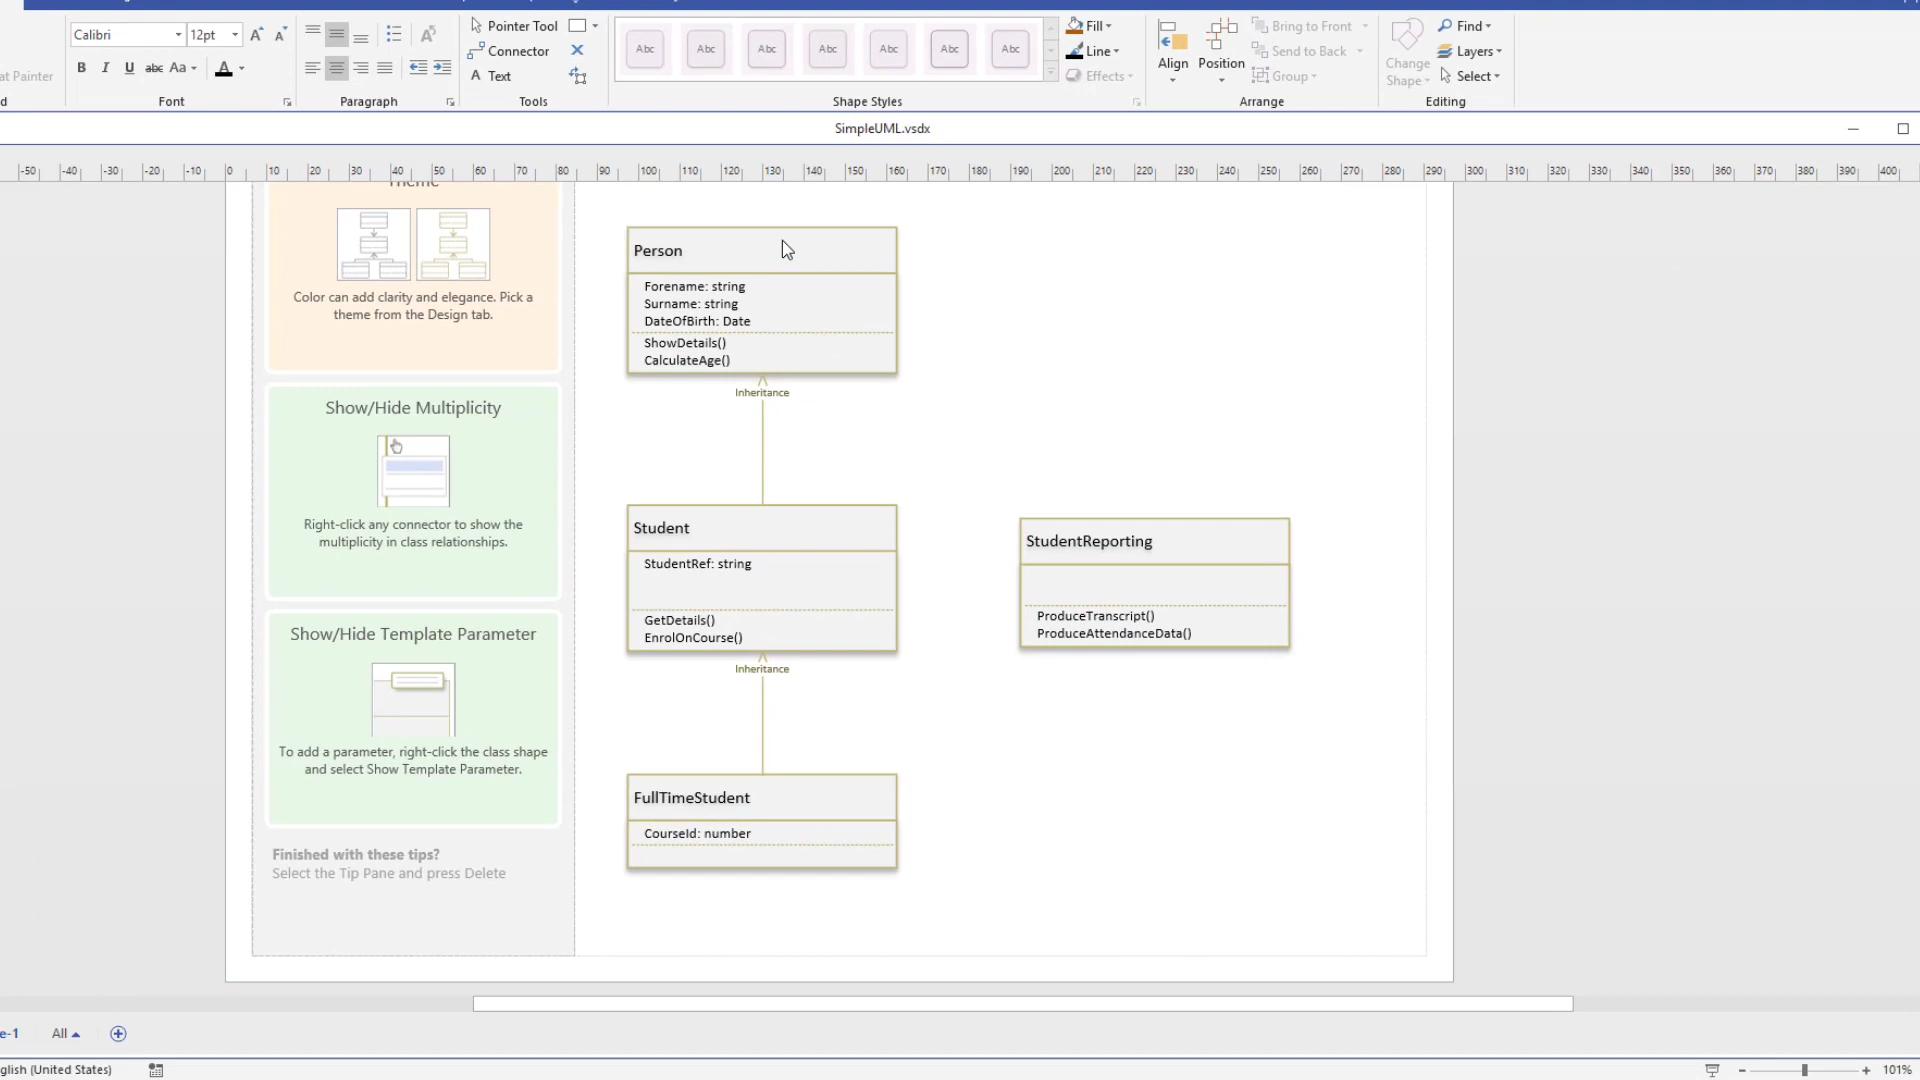 Calibri
12pt
Pointer Tool
Connector
Text
at Painter
B I U abc Aa A
Font
Paragraph
Tools
Abc Abc Abc Abc Abc Abc Abc
Shape Styles
Fill
Line
Effects
Align
Position
Bring to Front
Send to Back
Group
Arrange
Change
Shape
Find
Layers
Select
Editing
SimpleUML.vsdx
-50 -40 -30 -20 -10 0 10 20 30 40 50 60 70 80 90 100 110 120 130 140 150 160 170 180 190 200 210 220 230 240 250 260 270 280 290 300 310 320 330 340 350 360 370 380 390 400
Theme
Color can add clarity and elegance. Pick a
theme from the Design tab.
Show/Hide Multiplicity
Right-click any connector to show the
multiplicity in class relationships.
Show/Hide Template Parameter
To add a parameter, right-click the class shape
and select Show Template Parameter.
Finished with these tips?
Select the Tip Pane and press Delete
Person
Forename: string
Surname: string
DateOfBirth: Date
ShowDetails()
CalculateAge()
Inheritance
Student
StudentRef: string
GetDetails()
EnrolOnCourse()
Inheritance
FullTimeStudent
CourseId: number
StudentReporting
ProduceTranscript()
ProduceAttendanceData()
e-1
All
glish (United States)
101%